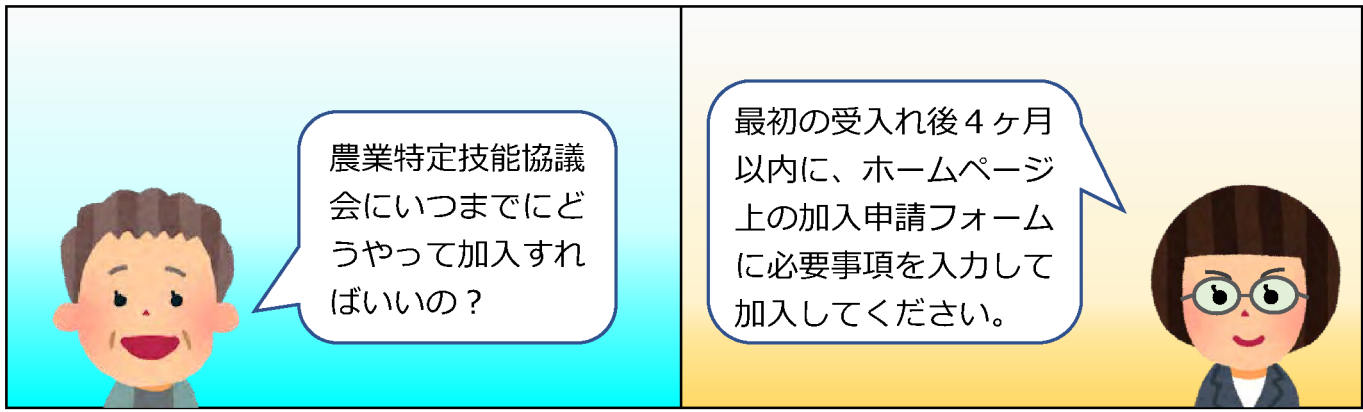 農業特定技能協議
会にいつまでにど
うやって加入すれ
ばいいの？
最初の受入れ後４ヶ月
以内に、ホームページ
上の加入申請フォーム
に必要事項を入力して
加入してください。